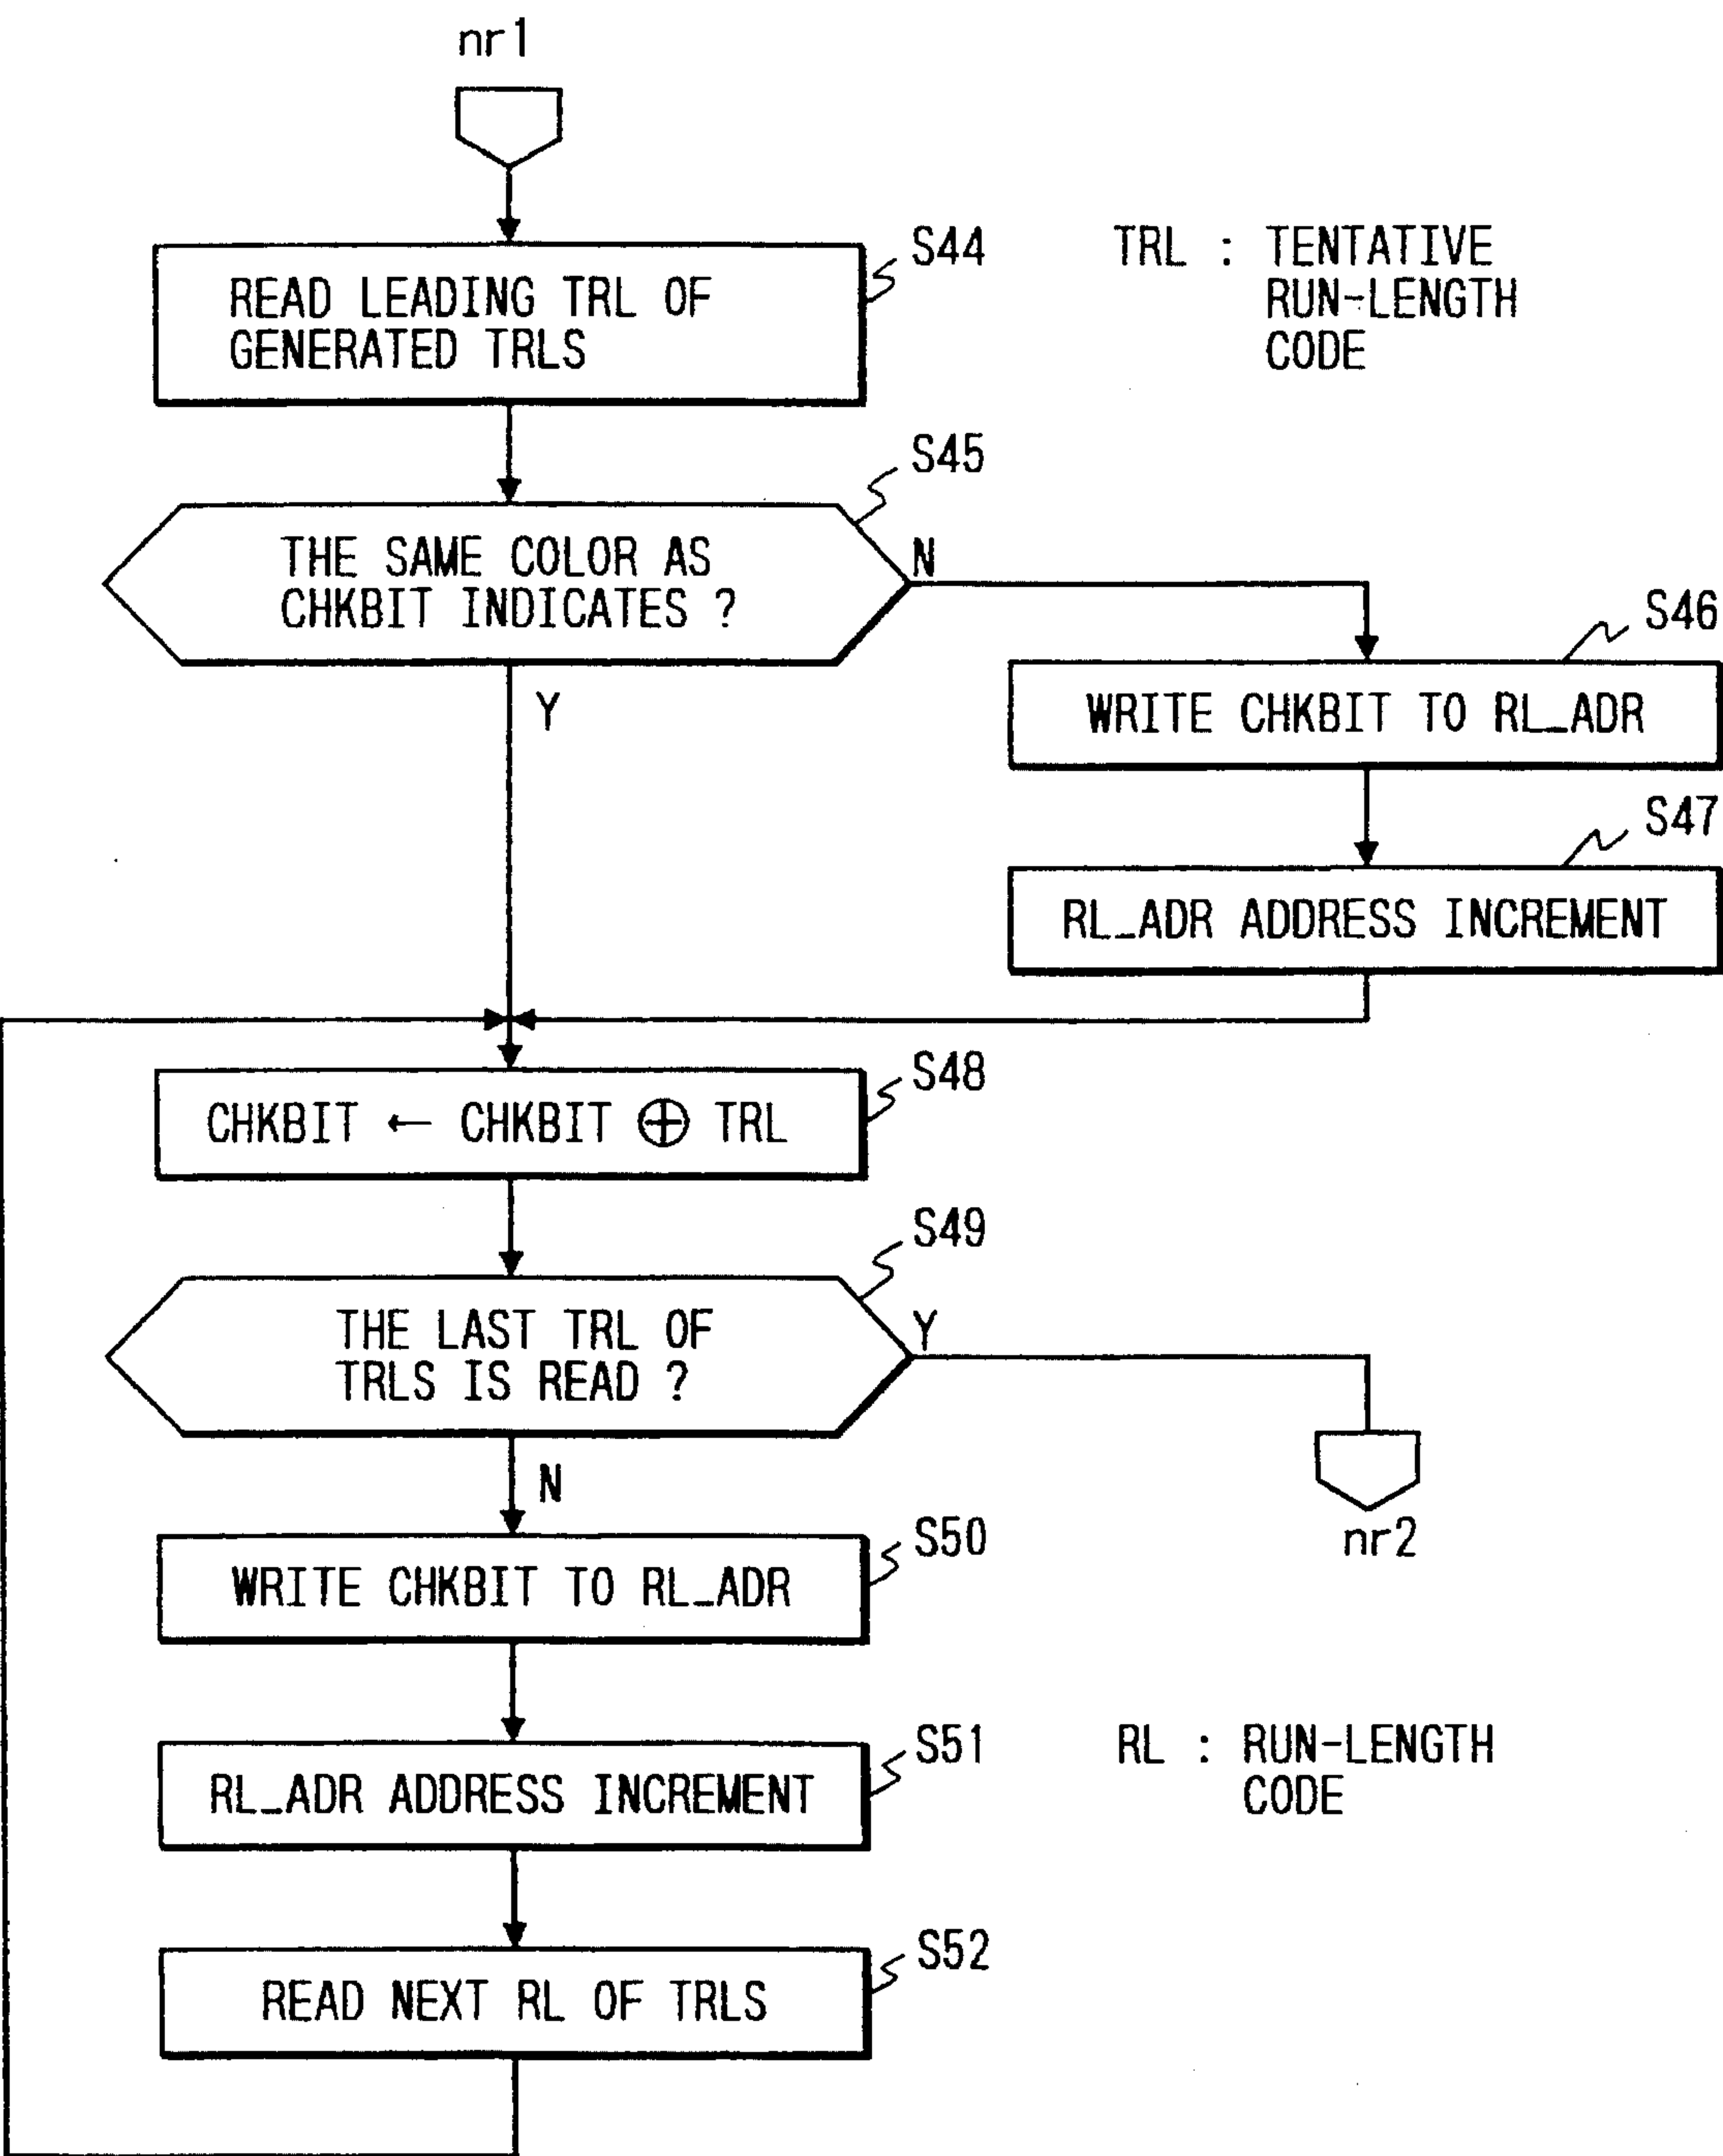 nr1
S44
READ LEADING TRL OF
GENERATED TRLS
TRL : TENTATIVE
RUN-LENGTH
CODE
S45
THE SAME COLOR AS
CHKBIT INDICATES ?
N
Y
S46
WRITE CHKBIT TO RL_ADR
S47
RL_ADR ADDRESS INCREMENT
S48
CHKBIT ← CHKBIT ⊕ TRL
S49
THE LAST TRL OF
TRLS IS READ ?
Y
N
nr2
S50
WRITE CHKBIT TO RL_ADR
S51
RL_ADR ADDRESS INCREMENT
RL : RUN-LENGTH
CODE
S52
READ NEXT RL OF TRLS